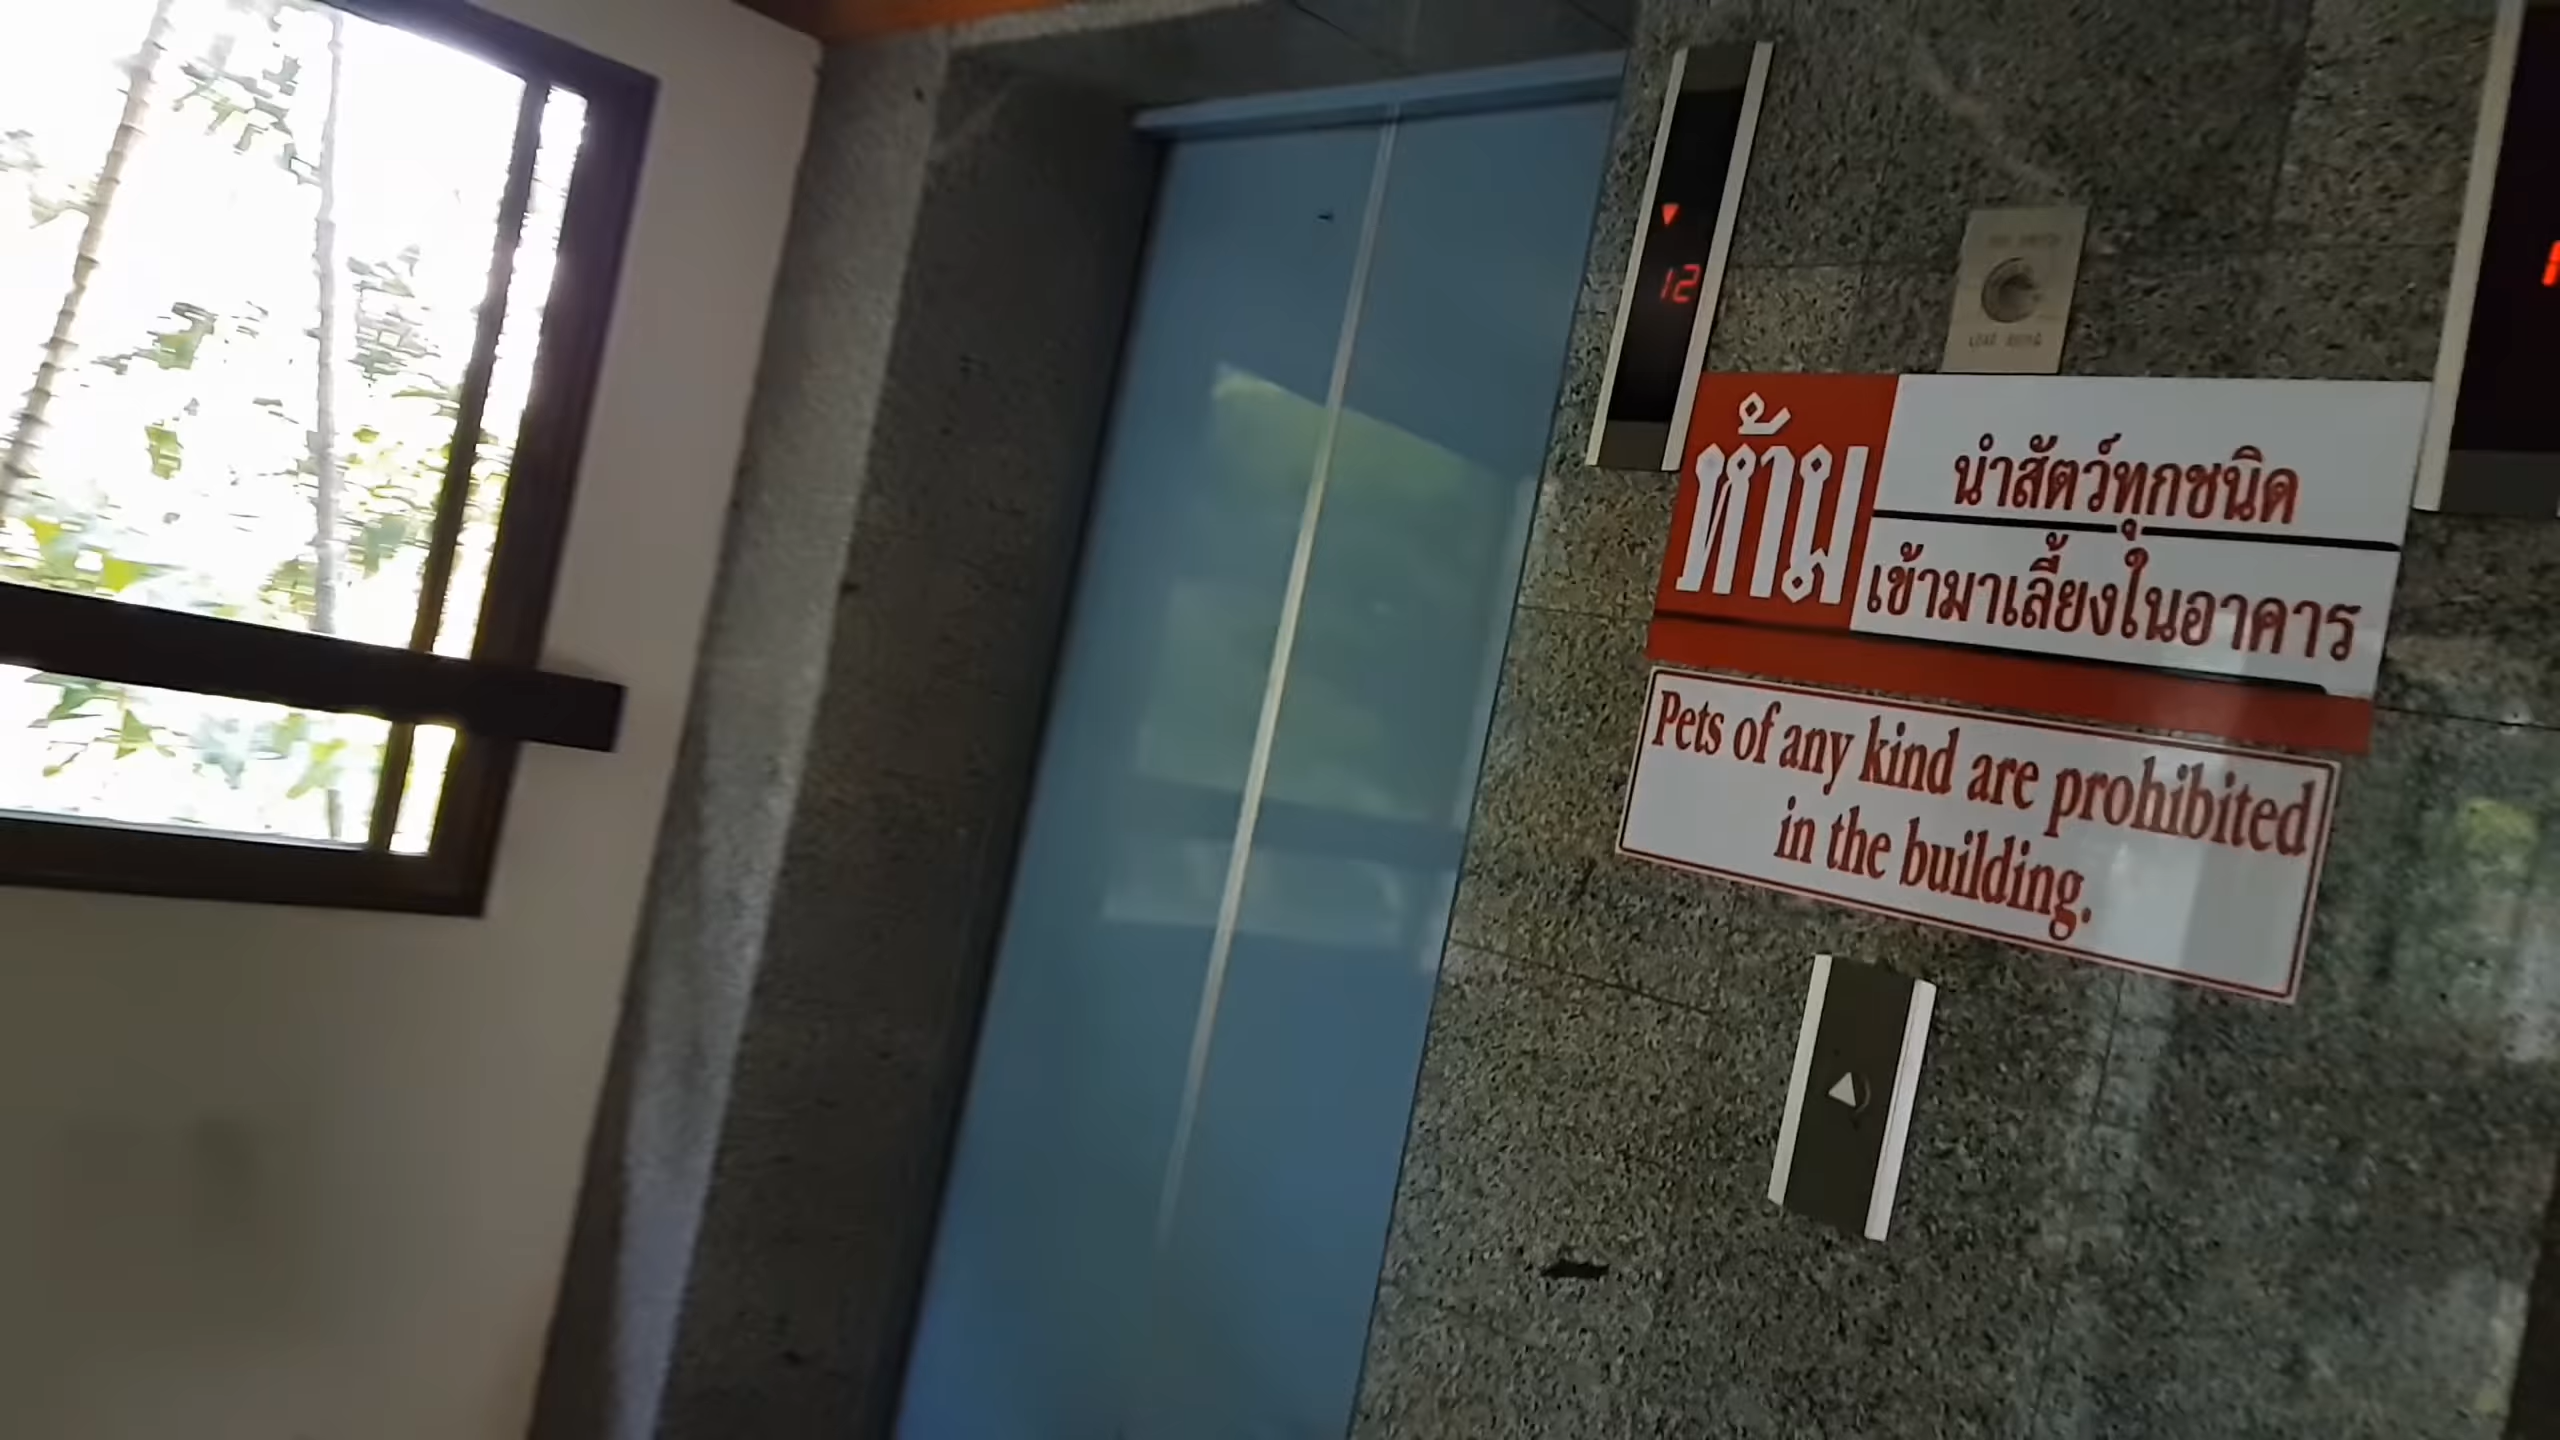 12
ห้าม
นำสัตว์ทุกชนิด
เข้ามาเลี้ยงในอาคาร
Pets of any kind are prohibited
in the building.